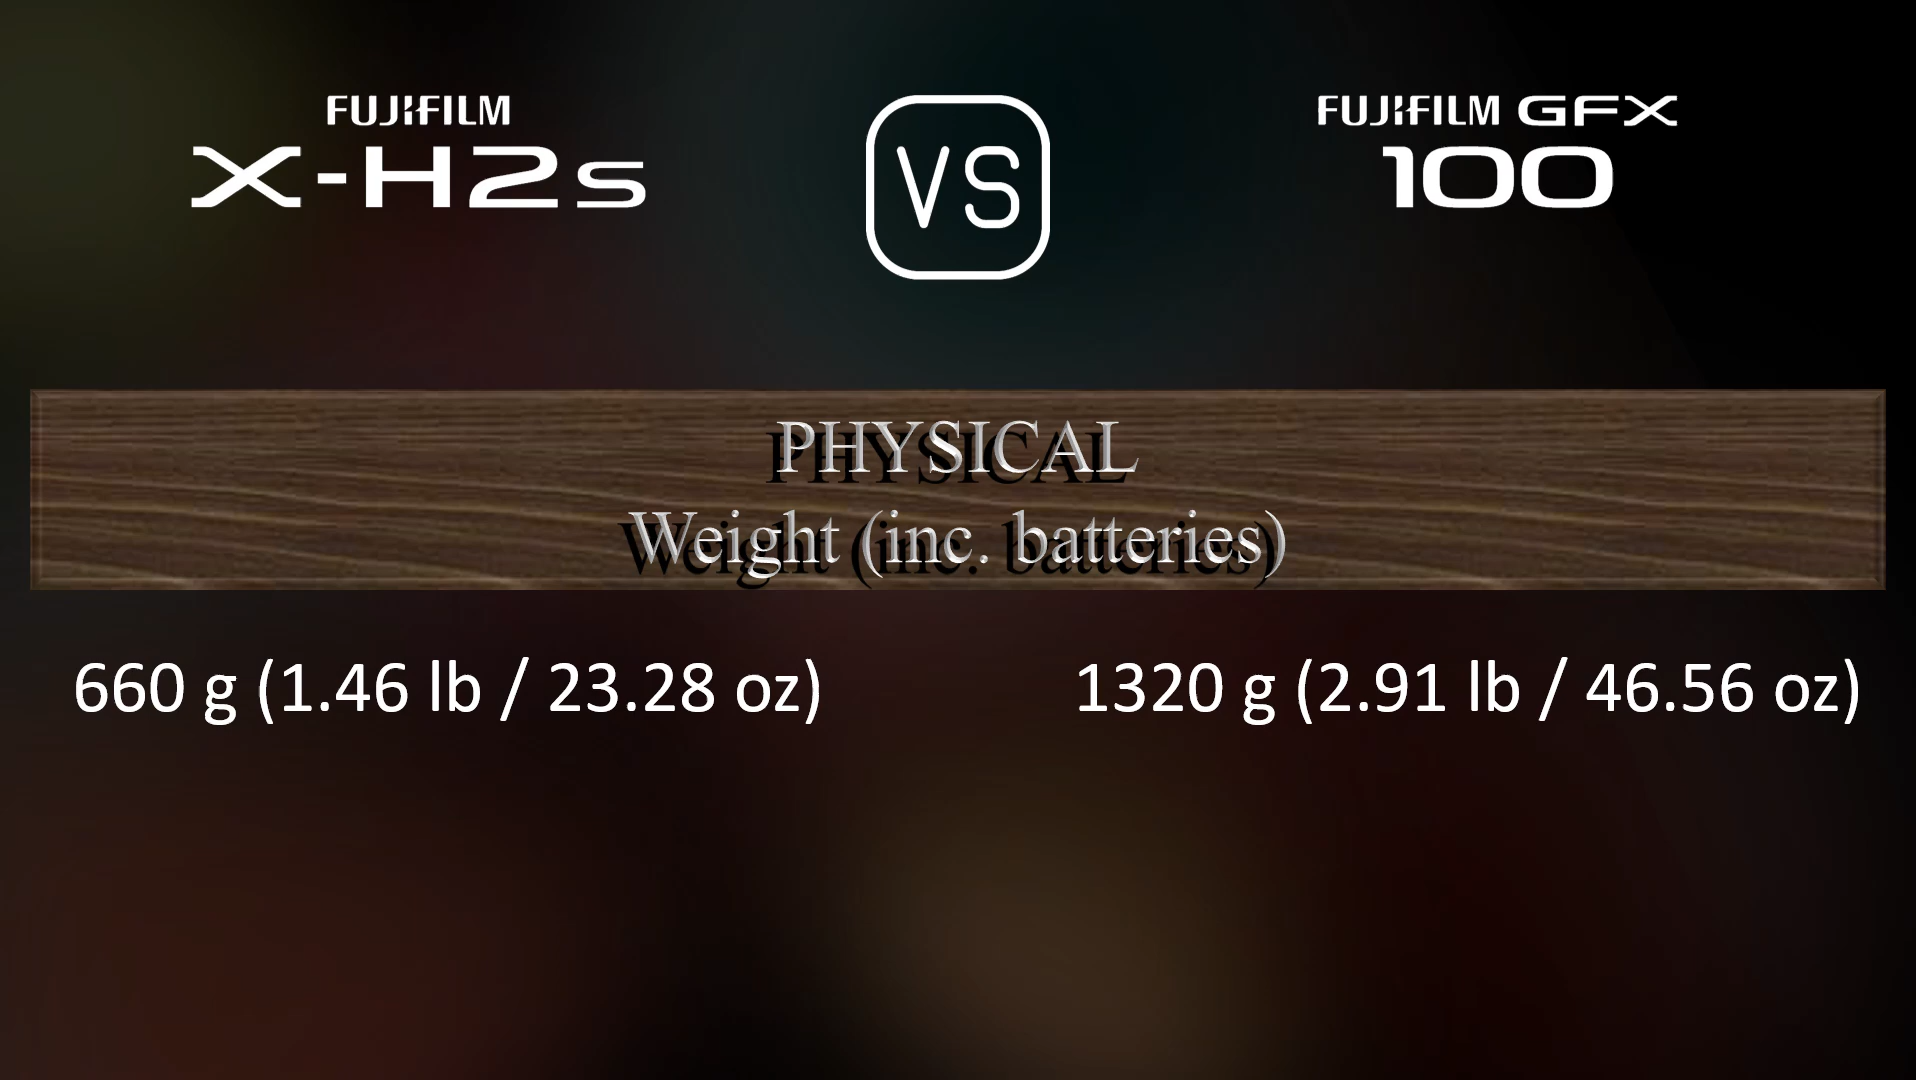 FUJIFILM
X-H2S
VS
FUJIFILM GFX
100
PHYSICAL
Weight (inc. batteries)
660 g (1.46 lb / 23.28 oz)
1320 g (2.91 lb / 46.56 oz)